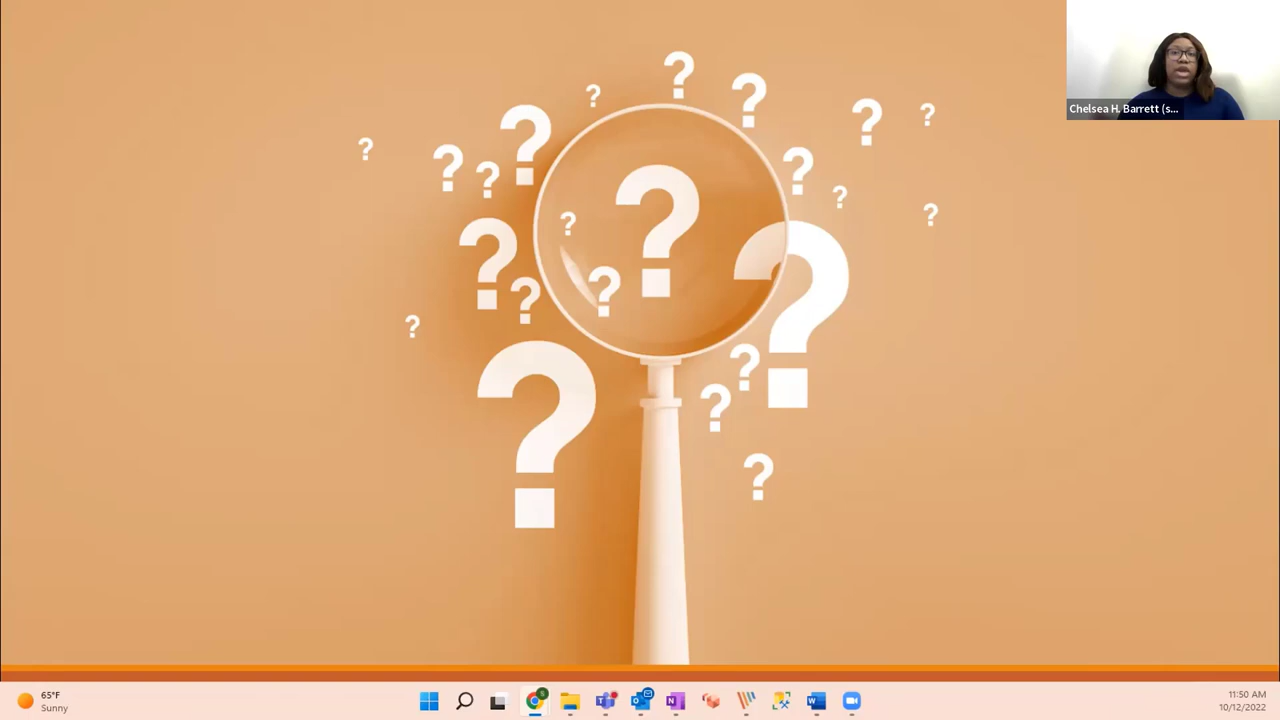 Chelsea H. Barrett (s...
? ? ? ? ? ? ? ? ? ? ? ? ? ? ? ? ? ? ? ? ? ? ? ?
65°F
Sunny
11:50 AM
10/12/2022